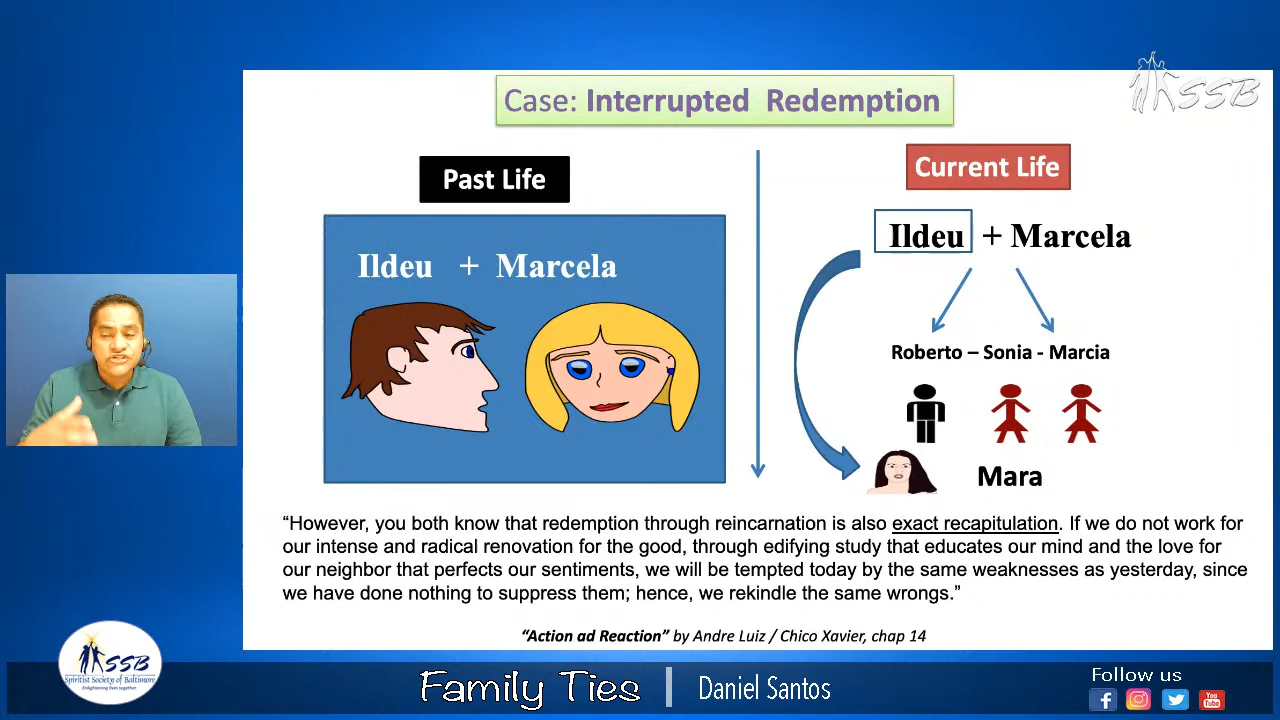 SSB
Case: Interrupted Redemption
Past Life
Current Life
Ildeu + Marcela
Ildeu + Marcela
Roberto – Sonia - Marcia
Mara
“However, you both know that redemption through reincarnation is also exact recapitulation. If we do not work for
our intense and radical renovation for the good, through edifying study that educates our mind and the love for
our neighbor that perfects our sentiments, we will be tempted today by the same weaknesses as yesterday, since
we have done nothing to suppress them; hence, we rekindle the same wrongs.”
“Action ad Reaction” by Andre Luiz / Chico Xavier, chap 14
SSB
Spiritist Society of Baltimore
Enlightening lives together
Family Ties
Daniel Santos
Follow us
You
Tube